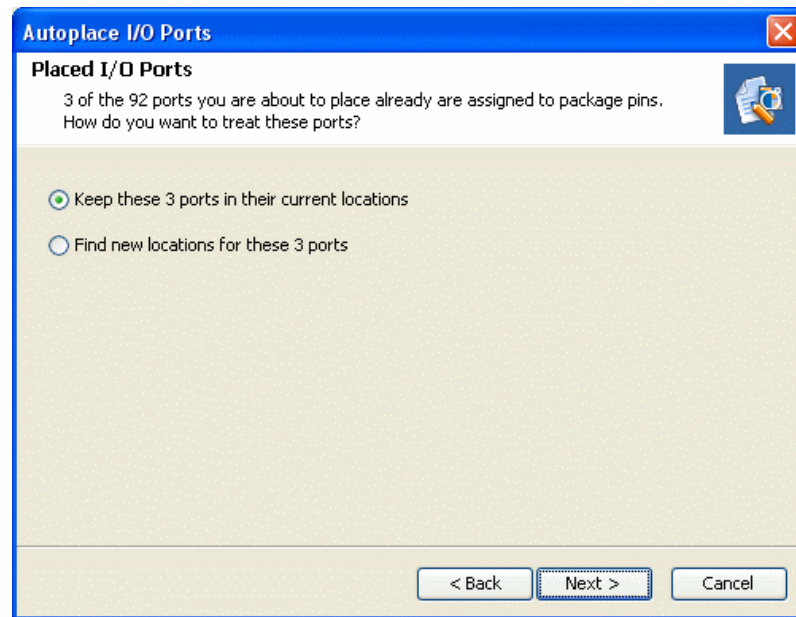 Autoplace I/O Ports
Placed I/O Ports
3 of the 92 ports you are about to place already are assigned to package pins.
How do you want to treat these ports?
Keep these 3 ports in their current locations
Find new locations for these 3 ports
< Back Next > Cancel